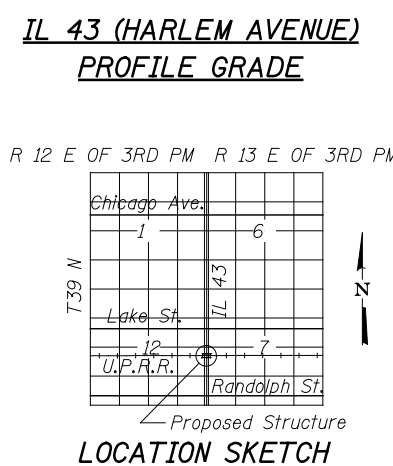 IL 43 (HARLEM AVENUE)
PROFILE GRADE
R 12 E OF 3RD PM R 13 E OF 3RD PM
Chicago Ave.
1 6
T39 N
IL 43
N
Lake St.
12 7
U.P.R.R.
Randolph St.
Proposed Structure
LOCATION SKETCH